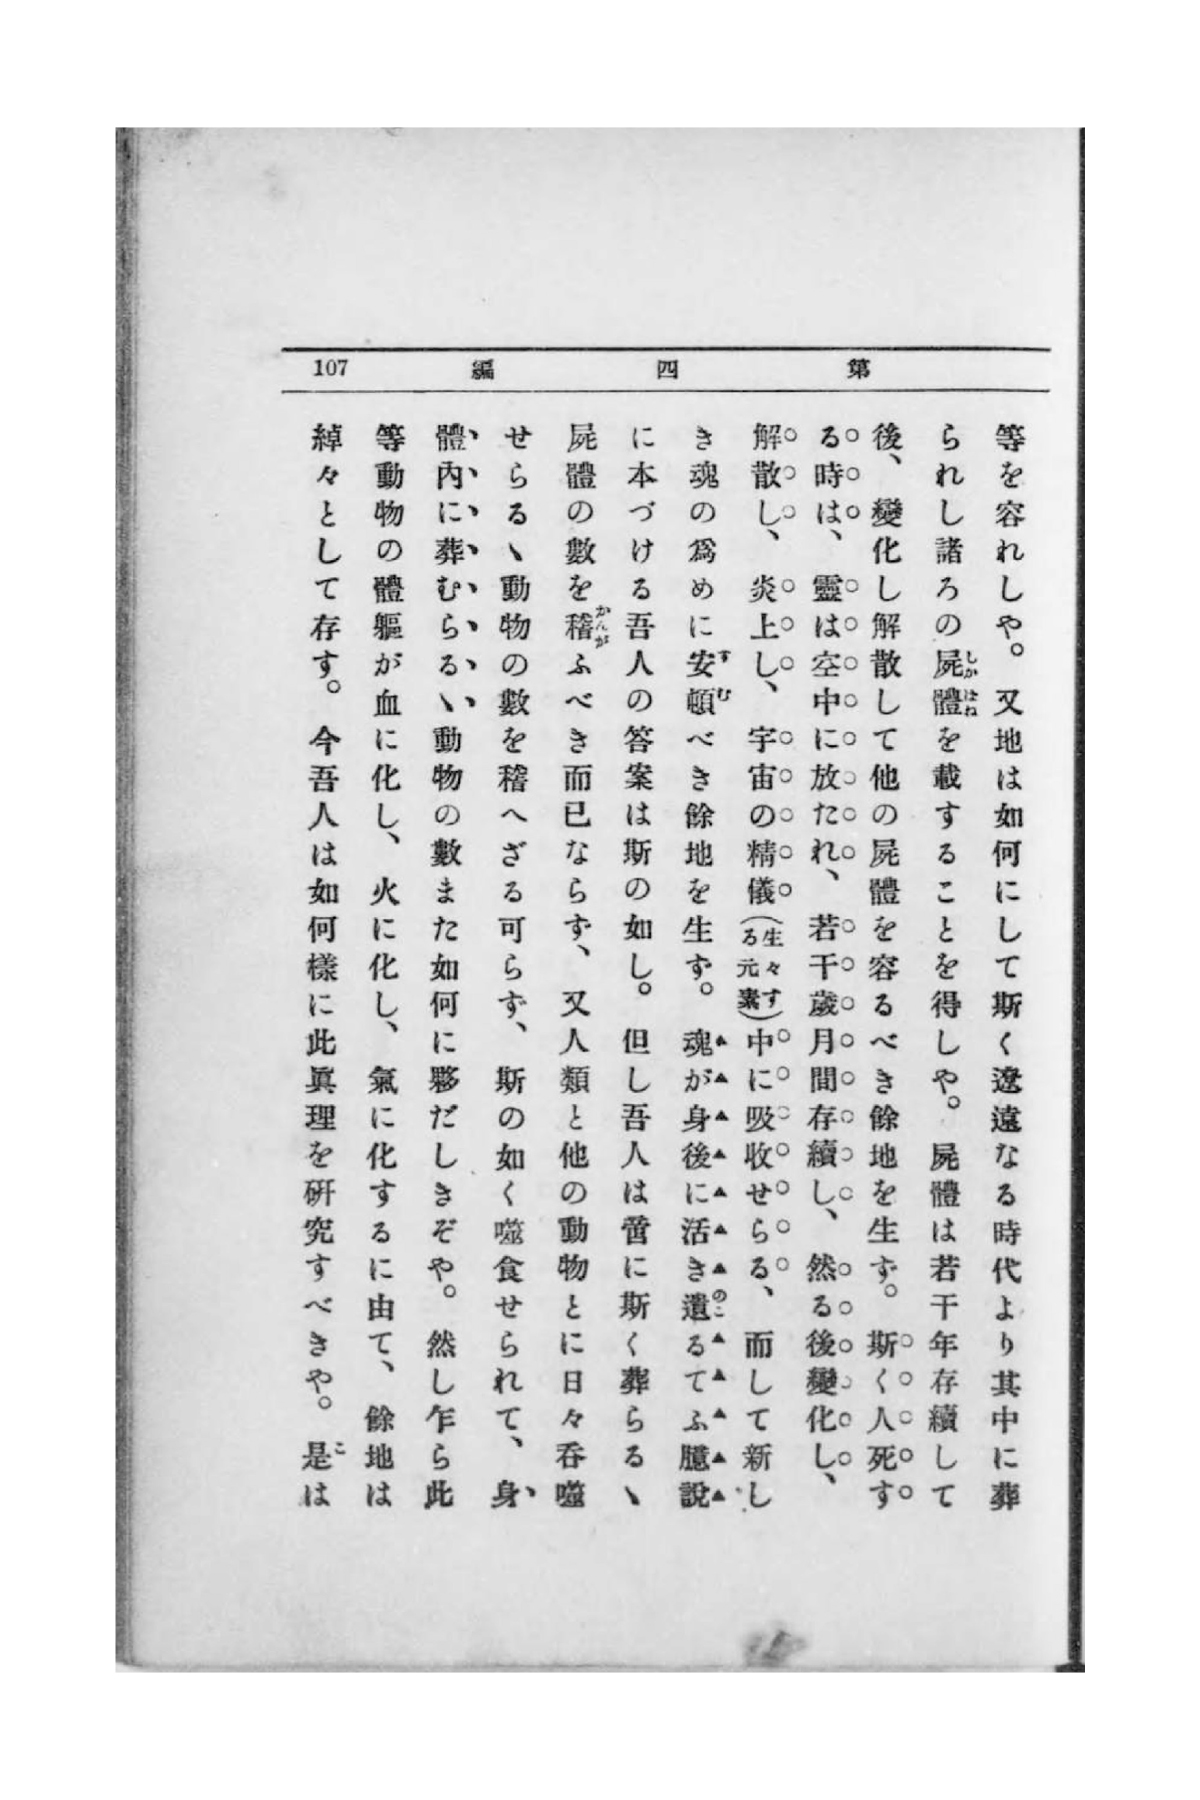 第四編 107
等を容れしや。又地は如何にして斯く遼遠なる時代より其中に葬
られし諸ろの屍體を載することを得しや。屍體は若干年存續して
後、變化し解散して他の屍體を容るべき餘地を生ず。斯く人死す
る時は、靈は空中に放たれ、若干歲月間存續し、然る後變化し、
解散し、炎上し、宇宙の精儀(生々する元素)中に吸收せらる、而して新し
き魂の爲めに安頓べき餘地を生ず。魂が身後に活き遺るてふ臆說
に本づける吾人の答案は斯の如し。但し吾人は啻に斯く葬らるヽ
屍體の數を稽ふべき而已ならず、又人類と他の動物とに日々呑噬
せらるヽ動物の數を稽へざる可らず、斯の如く噬食せられて、身
體內に葬むらるヽ動物の數また如何に夥だしきぞや。然し乍ら此
等動物の體軀が血に化し、火に化し、氣に化するに由て、餘地は
綽々として存す。今吾人は如何樣に此眞理を硏究すべきや。是は